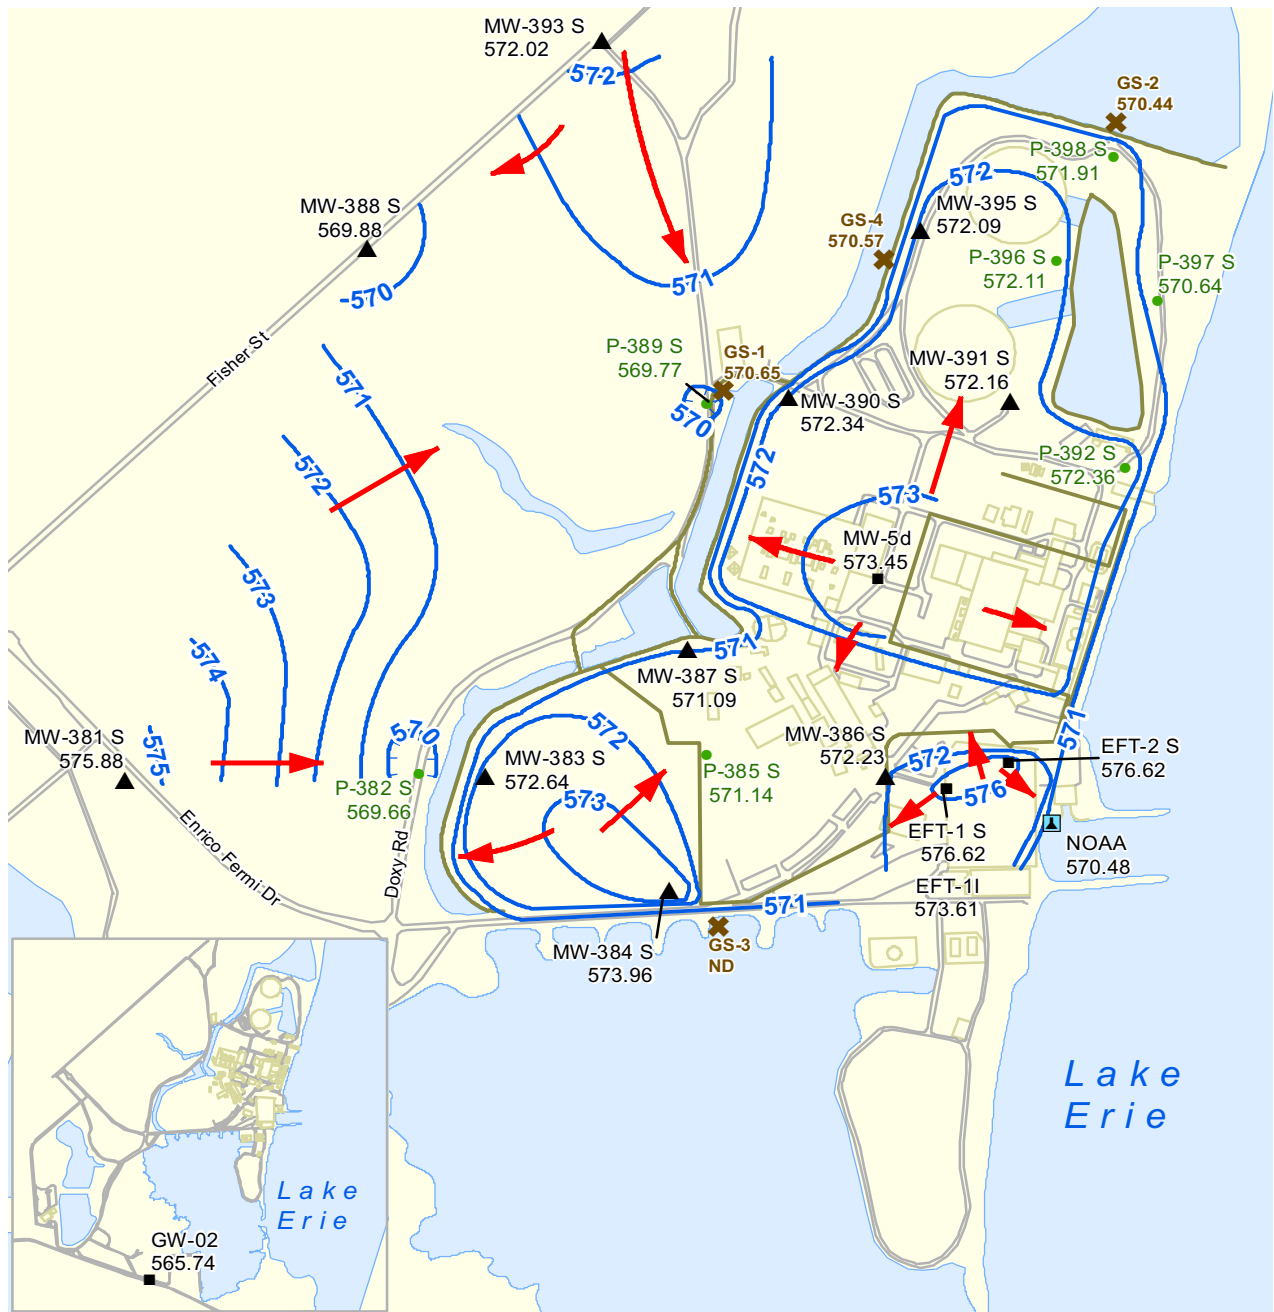 MW-393 S
572.02
572
GS-2
570.44
P-398 S
571.91
572
MW-388 S
569.88
MW-395 S
572.09
GS-4
570.57
P-396 S
572.11
P-397 S
570.64
570
571
Fisher St
P-389 S
569.77
GS-1
570.65
MW-391 S
572.16
571
570
MW-390 S
572.34
572
572
P-392 S
572.36
573
MW-5d
573.45
573
574
571
MW-387 S
571.09
MW-381 S
575.88
575
570
P-382 S
569.66
MW-383 S
572.64
572
P-385 S
571.14
MW-386 S
572.23
572
571
EFT-2 S
576.62
576
573
EFT-1 S
576.62
NOAA
570.48
Enrico Fermi Dr
Doxy Rd
EFT-1I
573.61
571
MW-384 S
573.96
GS-3
ND
Lake
Erie
Lake
Erie
GW-02
565.74